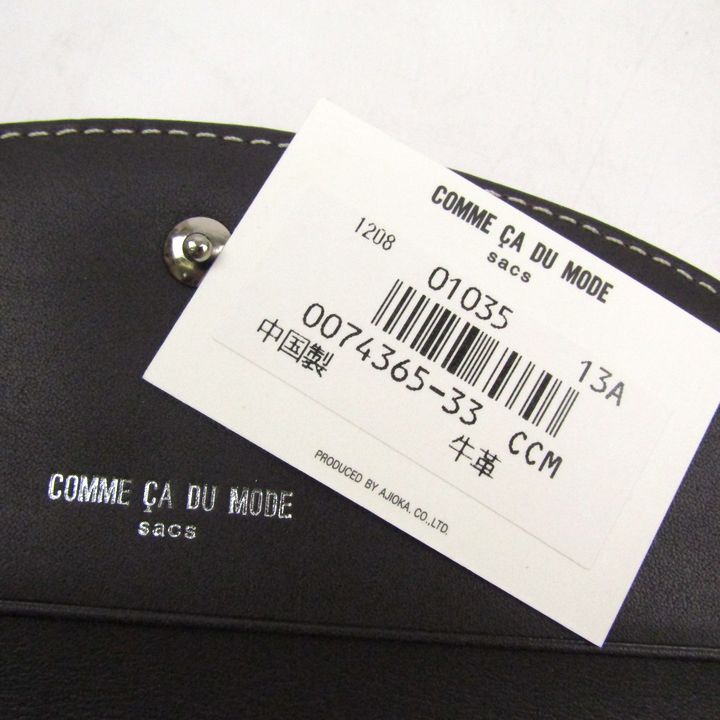 COMME ÇA DU MODE
sacs
1208
01035
13A
0074365-33
CCM
中国製
牛革
PRODUCED BY AJIOKA. CO., LTD.
COMME ÇA DU MODE
sacs